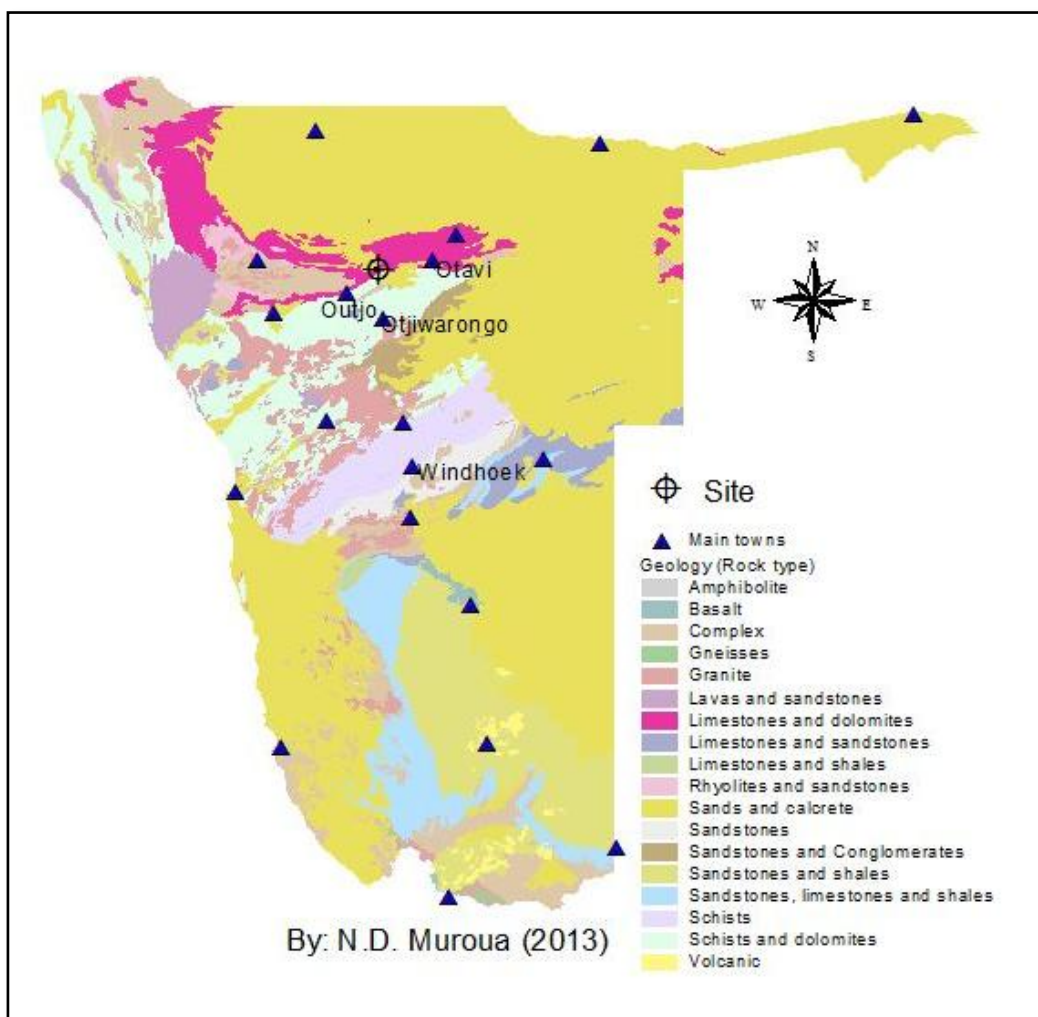 N
W
E
S
Otavi
Outjo
Otjiwarongo
Windhoek
Site
Main towns
Geology (Rock type)
Amphibolite
Basalt
Complex
Gneisses
Granite
Lavas and sandstones
Limestones and dolomites
Limestones and sandstones
Limestones and shales
Rhyolites and sandstones
Sands and calcrete
Sandstones
Sandstones and Conglomerates
Sandstones and shales
Sandstones, limestones and shales
Schists
Schists and dolomites
Volcanic
By: N.D. Muroua (2013)